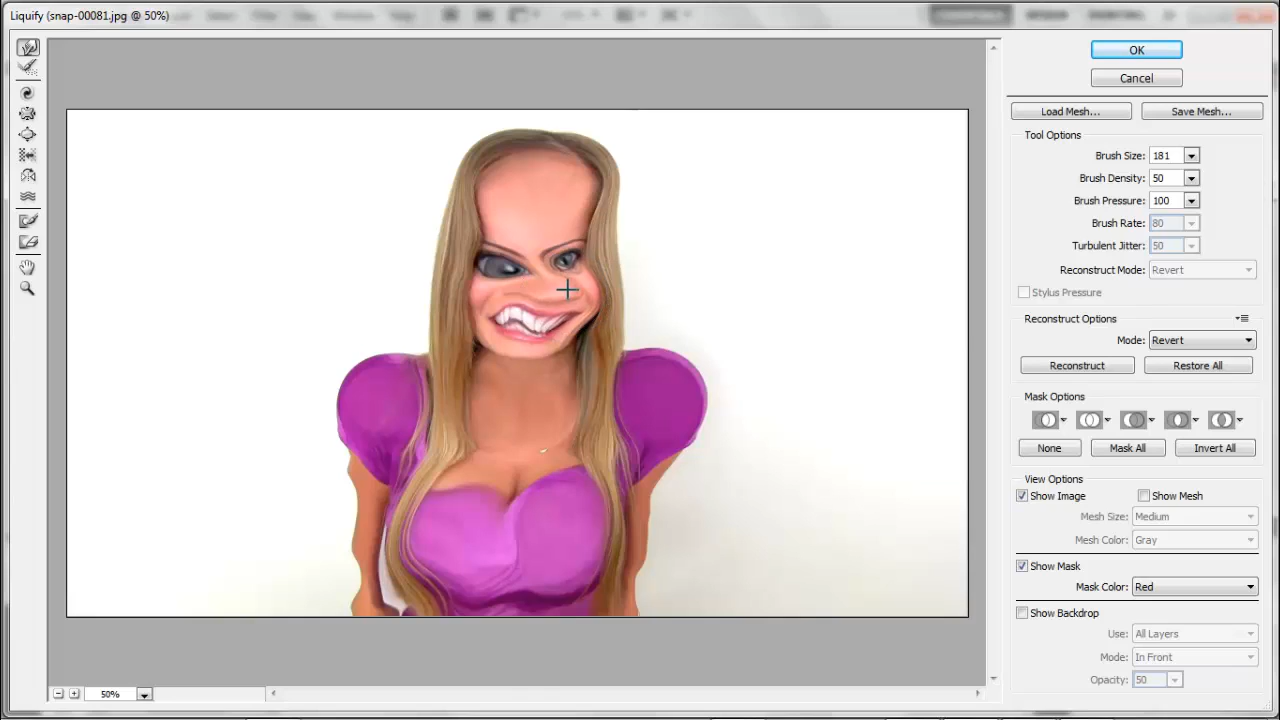 Liquify (snap-00081.jpg @ 50%)
OK
Cancel
Load Mesh...
Save Mesh...
Tool Options
Brush Size: 181
Brush Density: 50
Brush Pressure: 100
Brush Rate: 80
Turbulent Jitter: 50
Reconstruct Mode: Revert
Stylus Pressure
Reconstruct Options
Mode: Revert
Reconstruct
Restore All
Mask Options
None
Mask All
Invert All
View Options
Show Image
Show Mesh
Mesh Size: Medium
Mesh Color: Gray
Show Mask
Mask Color: Red
Show Backdrop
Use: All Layers
Mode: In Front
Opacity: 50
50%